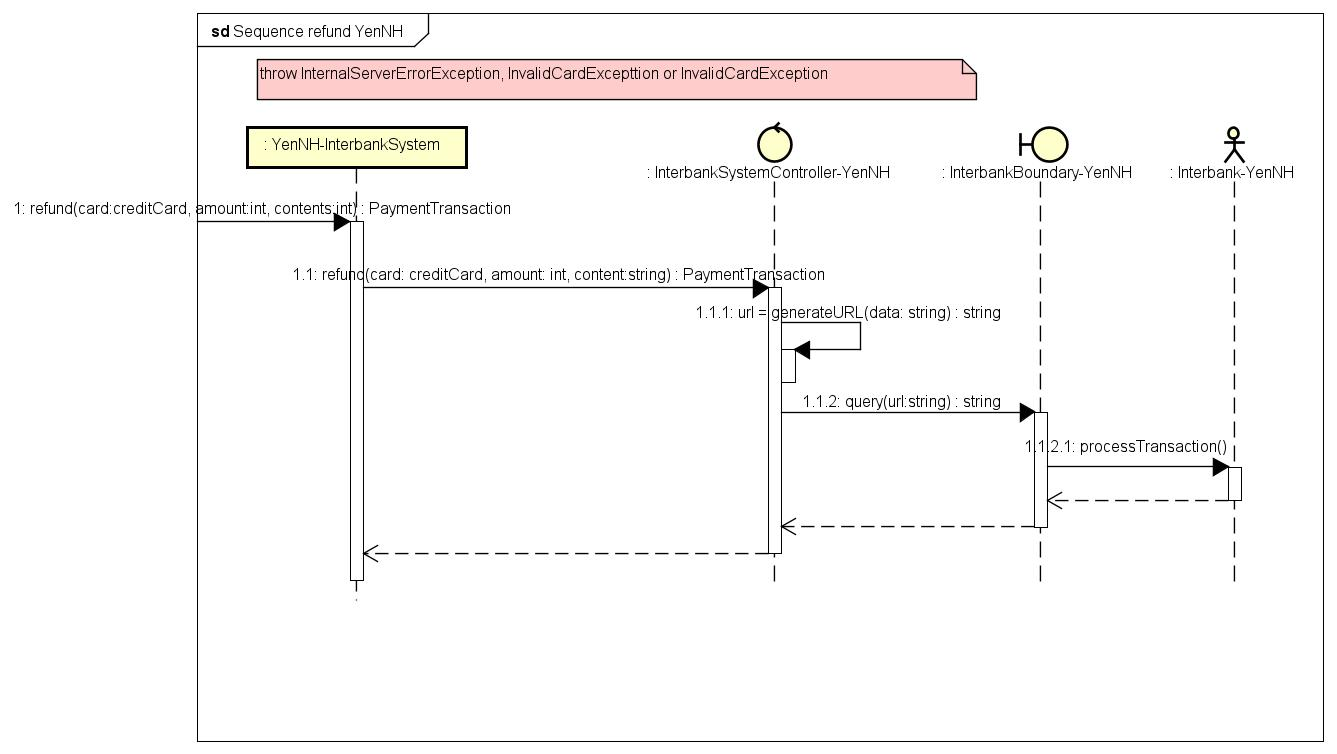 sd Sequence refund YenNH
throw InternalServerErrorException, InvalidCardExcepttion or InvalidCardException
: YenNH-InterbankSystem
: InterbankSystemController-YenNH
: InterbankBoundary-YenNH
: Interbank-YenNH
1: refund(card:creditCard, amount:int, contents:int) : PaymentTransaction
1.1: refund(card: creditCard, amount: int, content:string) : PaymentTransaction
1.1.1: url = generateURL(data: string) : string
1.1.2: query(url:string) : string
1.1.2.1: processTransaction()